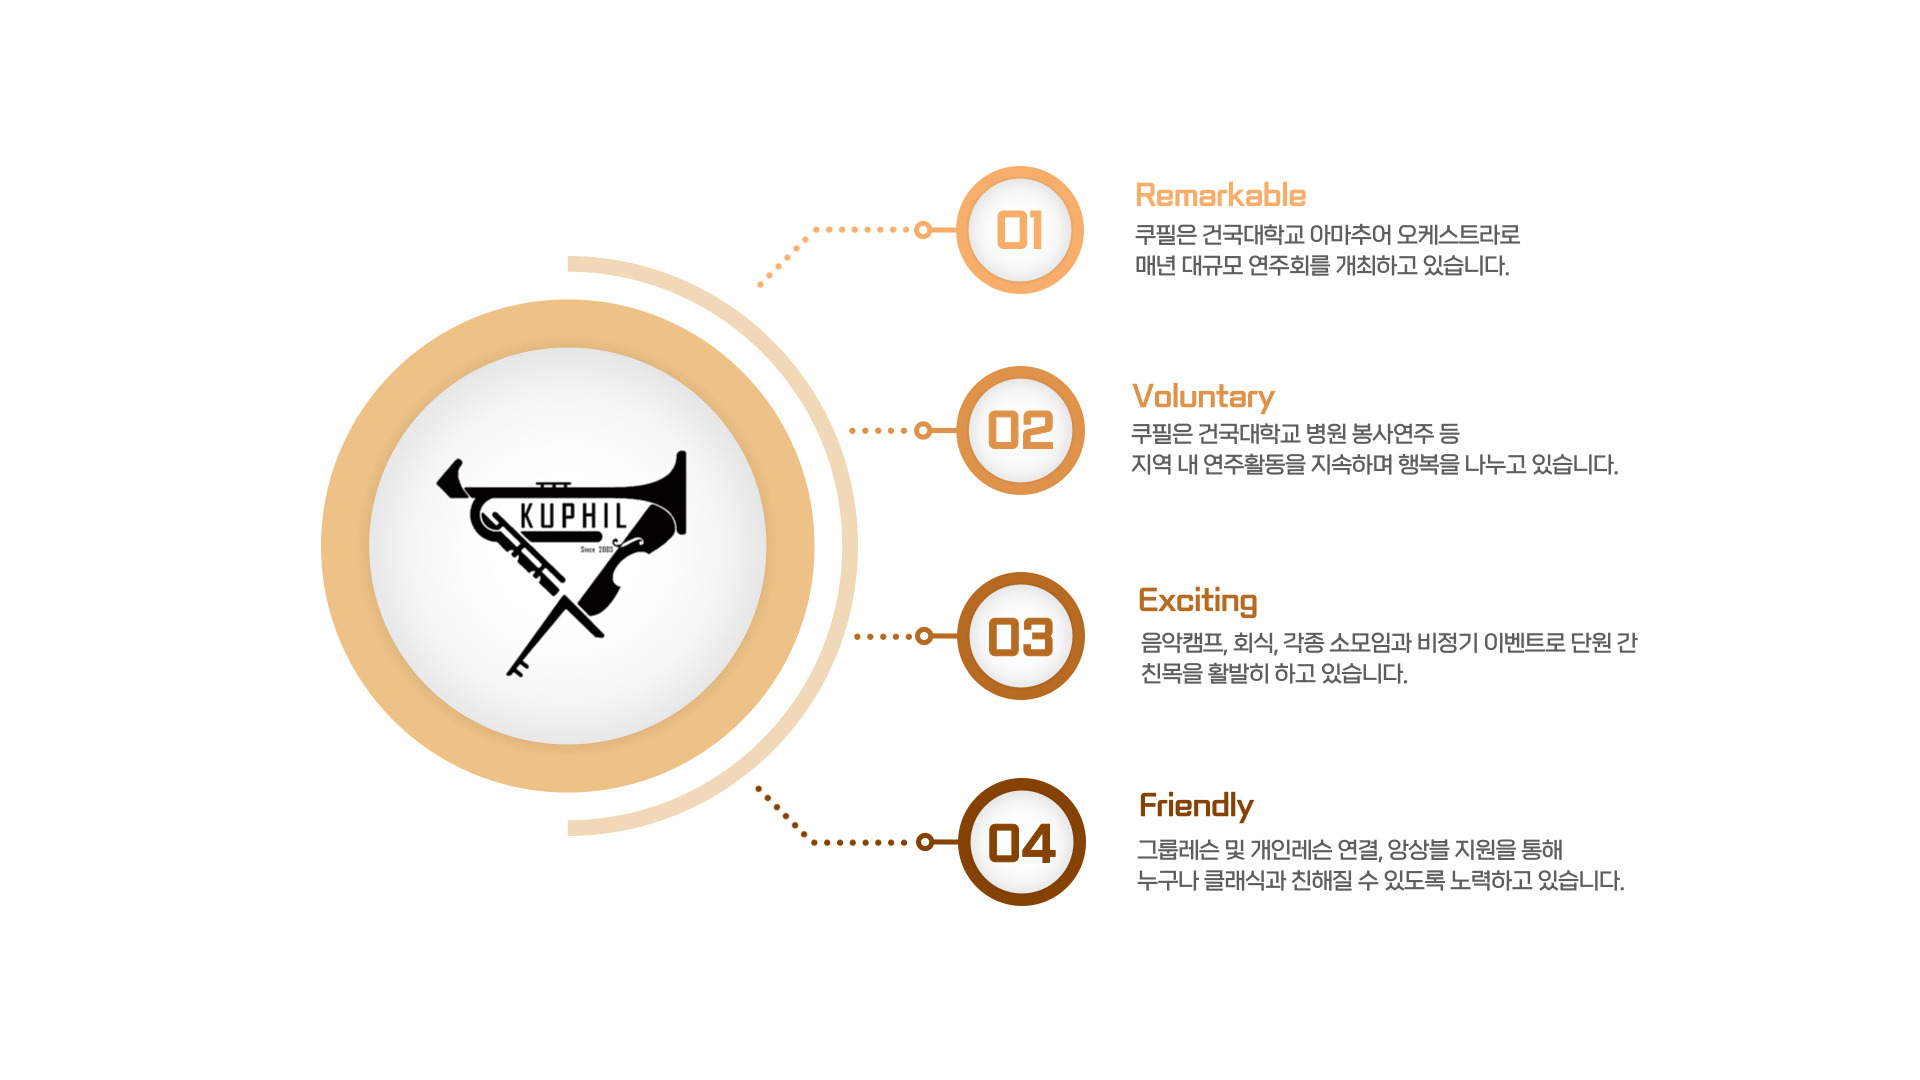 KUPHIL
Since 2003
01
Remarkable
쿠필은 건국대학교 아마추어 오케스트라로
매년 대규모 연주회를 개최하고 있습니다.
02
Voluntary
쿠필은 건국대학교 병원 봉사연주 등
지역 내 연주활동을 지속하며 행복을 나누고 있습니다.
03
Exciting
음악캠프, 회식, 각종 소모임과 비정기 이벤트로 단원 간
친목을 활발히 하고 있습니다.
04
Friendly
그룹레슨 및 개인레슨 연결, 앙상블 지원을 통해
누구나 클래식과 친해질 수 있도록 노력하고 있습니다.